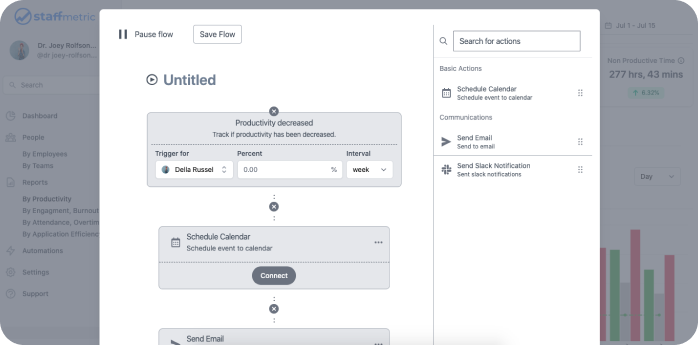 staffmetric
Dr. Joey Rolfson...
@dr joey-rolfson...
Search
Dashboard
People
By Employees
By Teams
Reports
By Productivity
By Engagment, Burnout
By Attendance, Overtim
By Application Efficienc
Automations
Settings
Support
Pause flow
Save Flow
Untitled
Productivity decreased
Track if productivity has been decreased.
Trigger for
Percent
Interval
Della Russel
0.00
%
week
Schedule Calendar
Schedule event to calendar
Connect
Send Email
Search for actions
Basic Actions
Schedule Calendar
Schedule event to calendar
Communications
Send Email
Send to email
Send Slack Notification
Sent slack notifications
Jul 1 - Jul 15
Non Productive Time
277 hrs, 43 mins
Day